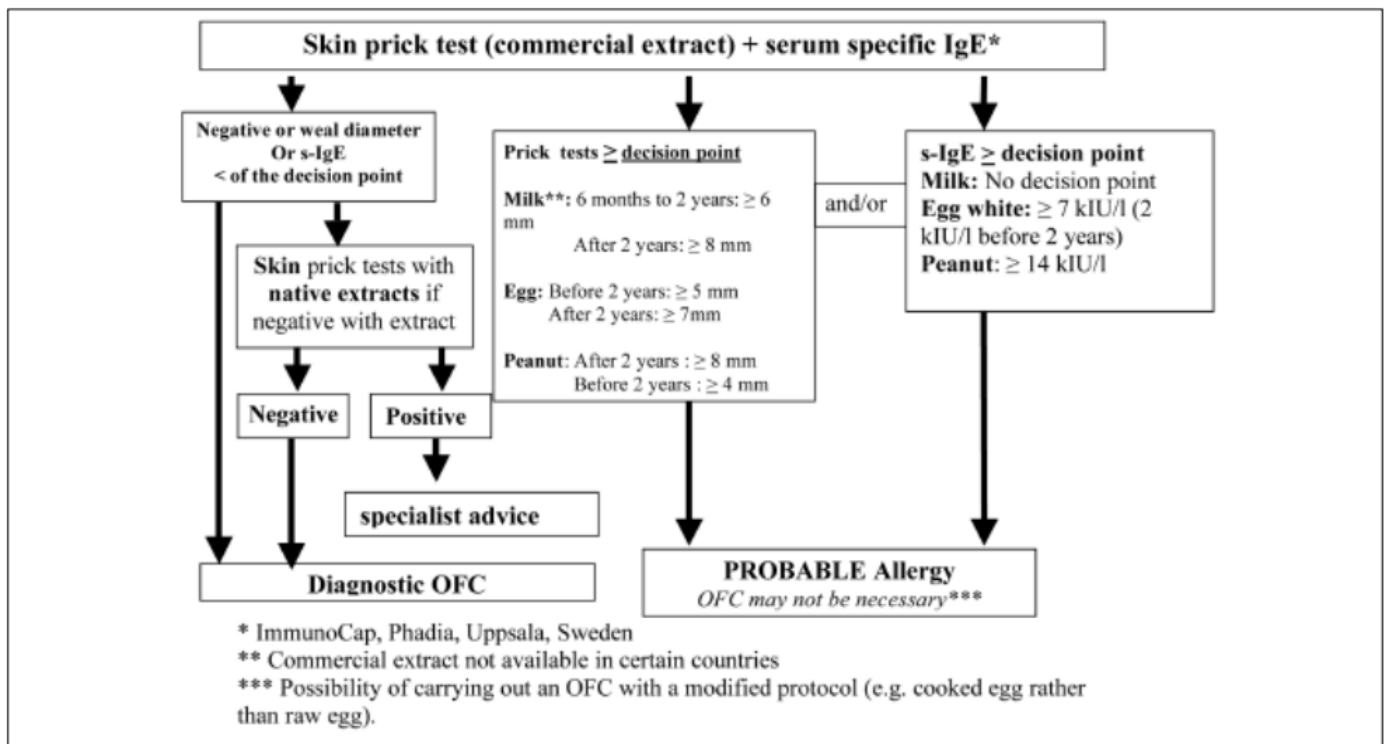 Skin prick test (commercial extract) + serum specific IgE*
Negative or weal diameter
Or s-IgE
< of the decision point
Skin prick tests with
native extracts if
negative with extract
Negative
Positive
specialist advice
Diagnostic OFC
Prick tests ≥ decision point
Milk**: 6 months to 2 years: ≥ 6
mm
After 2 years: ≥ 8 mm
Egg: Before 2 years: ≥ 5 mm
After 2 years: ≥ 7mm
Peanut: After 2 years : ≥ 8 mm
Before 2 years : ≥ 4 mm
and/or
s-IgE ≥ decision point
Milk: No decision point
Egg white: ≥ 7 kIU/l (2
kIU/l before 2 years)
Peanut: ≥ 14 kIU/l
PROBABLE Allergy
OFC may not be necessary***
* ImmunoCap, Phadia, Uppsala, Sweden
** Commercial extract not available in certain countries
*** Possibility of carrying out an OFC with a modified protocol (e.g. cooked egg rather
than raw egg).